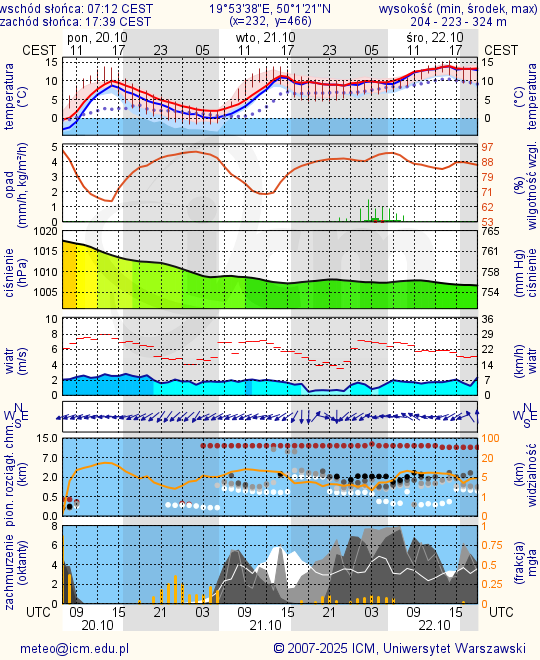 wschód słońca: 07:12 CEST 19°53'38"E, 50°1'21"N wysokość (min, środek, max)
zachód słońca: 17:39 CEST (x=232, y=466) 204 - 223 - 324 m
pon, 20.10 wto, 21.10 śro, 22.10
CEST 11 17 23 05 11 17 23 05 11 17 CEST
temperatura (°C) 15 10 5 0 15 10 5 0 (°C) temperatura
opad (mm/h, kg/m²/h) 5 4 3 2 1 0 97 88 79 71 62 53 (%) wilgotność wzgl.
ciśnienie (hPa) 1020 1015 1010 1005 765 761 758 754 (mm Hg) ciśnienie
wiatr (m/s) 10 8 6 4 2 0 36 29 22 14 7 0 (km/h) wiatr
N W E S N W E S
pion. rozciągł. chm. (km) 15.0 7.0 2.0 0.5 0.0 100 20 5 1 0 (km) widzialność
zachmurzenie (oktanty) 8 6 4 2 0 1 0.75 0.5 0.25 0 (frakcja) mgła
UTC 09 15 21 03 09 15 21 03 09 15 UTC
20.10 21.10 22.10
meteo@icm.edu.pl © 2007-2025 ICM, Uniwersytet Warszawski